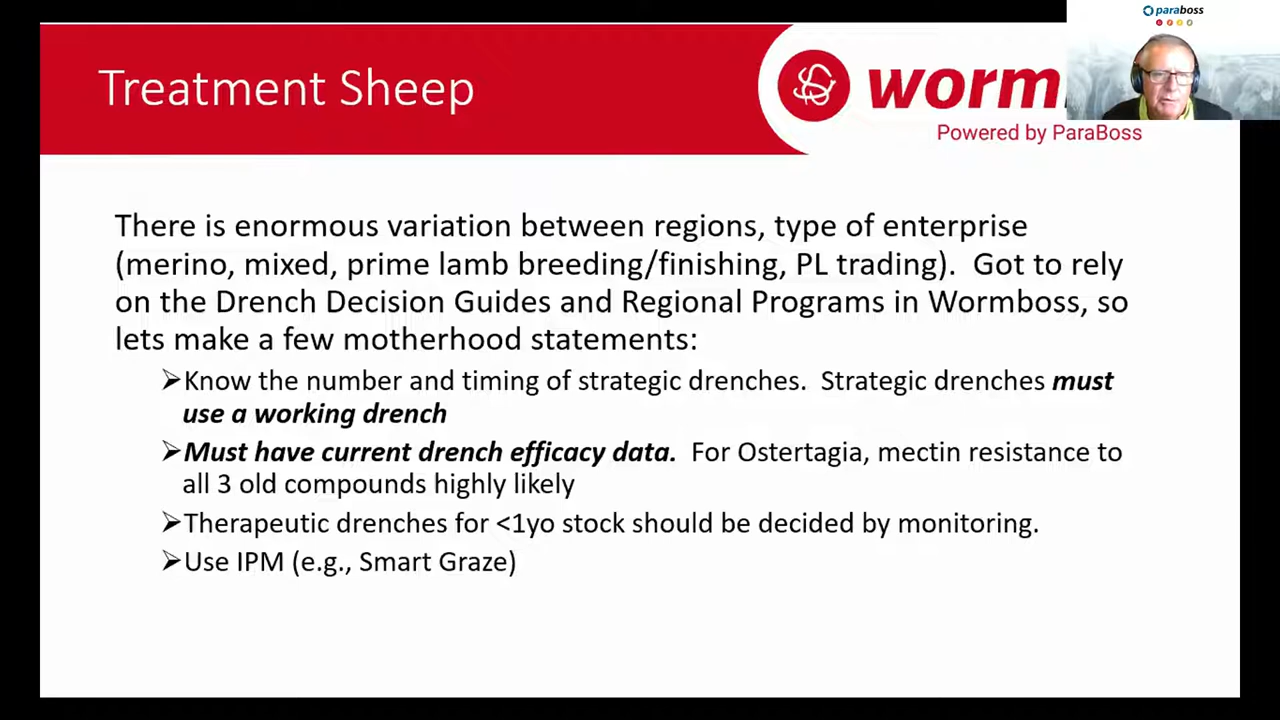 paraboss
Treatment Sheep
worm
Powered by ParaBoss
There is enormous variation between regions, type of enterprise
(merino, mixed, prime lamb breeding/finishing, PL trading).  Got to rely
on the Drench Decision Guides and Regional Programs in Wormboss, so
lets make a few motherhood statements:
➢Know the number and timing of strategic drenches.  Strategic drenches must
use a working drench
➢Must have current drench efficacy data.  For Ostertagia, mectin resistance to
all 3 old compounds highly likely
➢Therapeutic drenches for <1yo stock should be decided by monitoring.
➢Use IPM (e.g., Smart Graze)